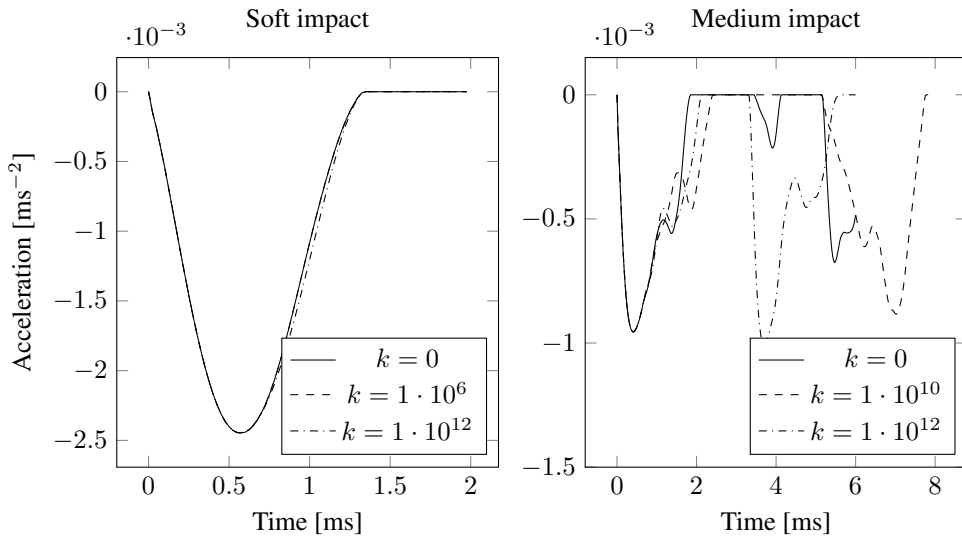 Soft impact
Medium impact
·10−3
·10−3
0
−0.5
−1
−1.5
−2
−2.5
0
0.5
1
1.5
2
Time [ms]
Acceleration [ms−2]
k = 0
k = 1 · 10^6
k = 1 · 10^12
0
−0.5
−1
−1.5
0
2
4
6
8
Time [ms]
k = 0
k = 1 · 10^10
k = 1 · 10^12